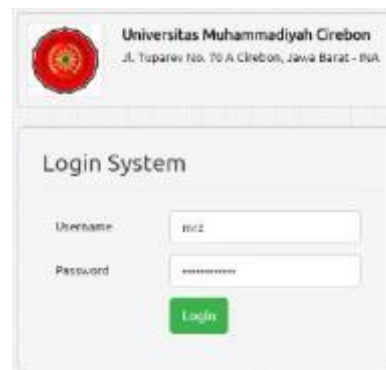 Universitas Muhammadiyah Cirebon
Jl. Tuparev No. 70 A Cirebon, Jawa Barat - INA
Login System
Username
Password
Login